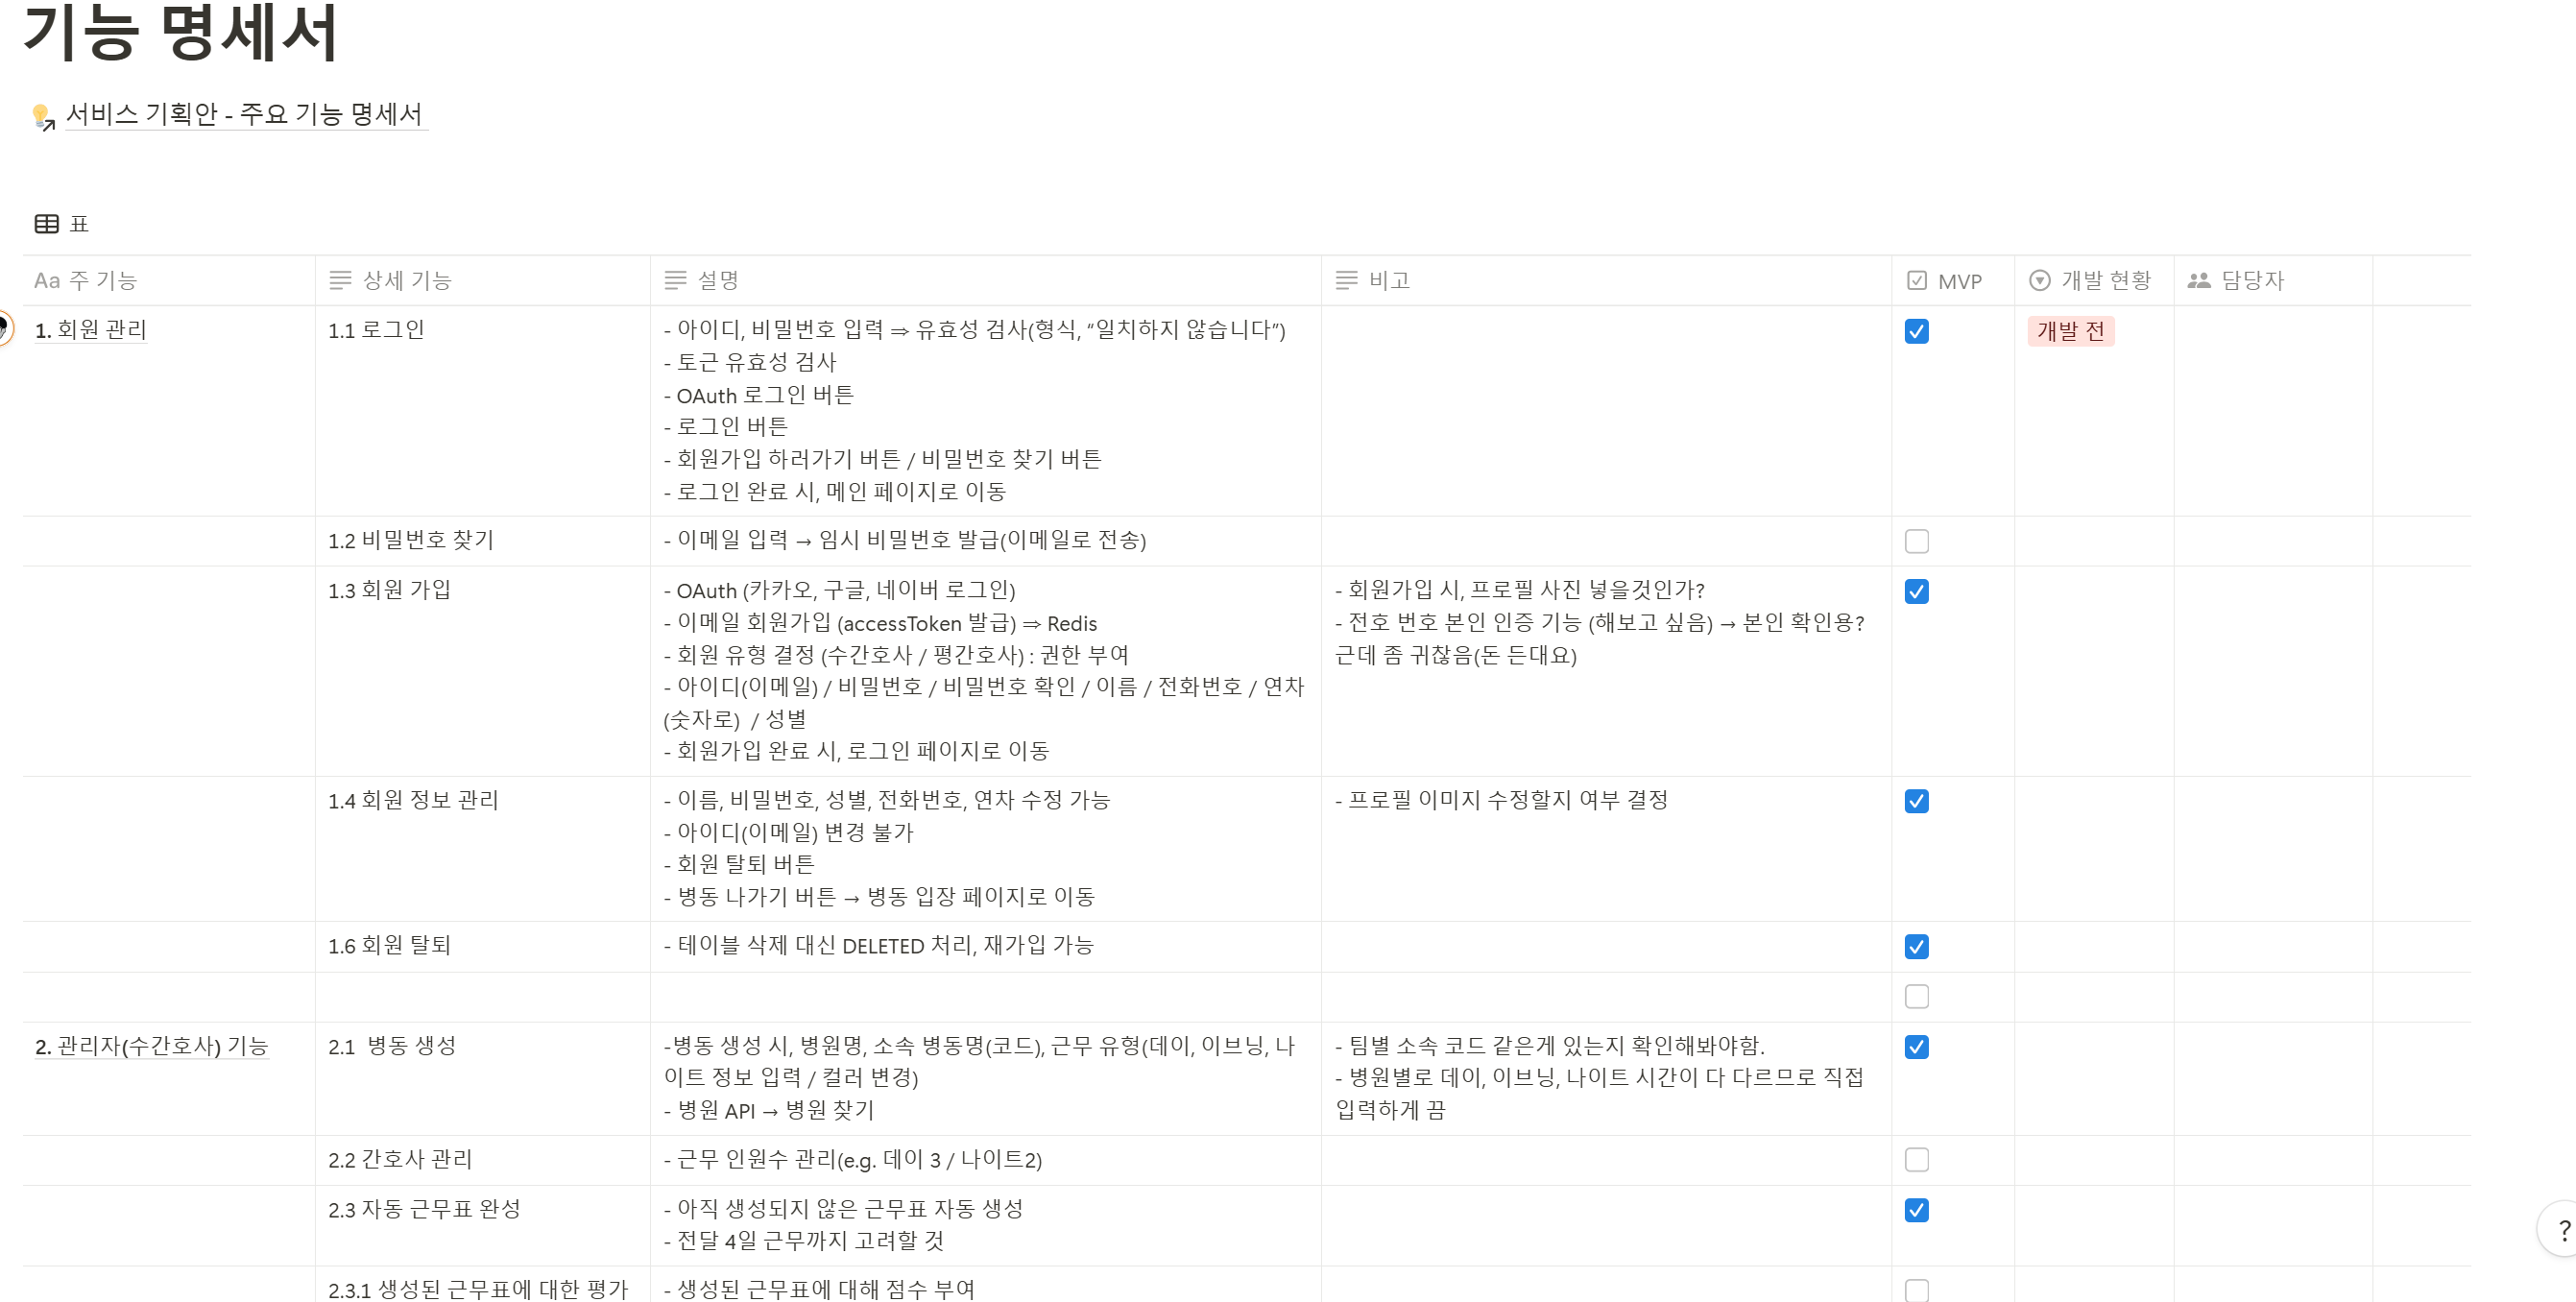 기능 명세서
서비스 기획안 - 주요 기능 명세서
표
Aa 주 기능
상세 기능
설명
비고
MVP
개발 현황
담당자
1. 회원 관리
1.1 로그인
- 아이디, 비밀번호 입력 ⇒ 유효성 검사(형식, “일치하지 않습니다”)
- 토근 유효성 검사
- OAuth 로그인 버튼
- 로그인 버튼
- 회원가입 하러가기 버튼 / 비밀번호 찾기 버튼
- 로그인 완료 시, 메인 페이지로 이동
개발 전
1.2 비밀번호 찾기
- 이메일 입력 → 임시 비밀번호 발급(이메일로 전송)
1.3 회원 가입
- OAuth (카카오, 구글, 네이버 로그인)
- 이메일 회원가입 (accessToken 발급) ⇒ Redis
- 회원 유형 결정 (수간호사 / 평간호사) : 권한 부여
- 아이디(이메일) / 비밀번호 / 비밀번호 확인 / 이름 / 전화번호 / 연차
(숫자로) / 성별
- 회원가입 완료 시, 로그인 페이지로 이동
- 회원가입 시, 프로필 사진 넣을것인가?
- 전호 번호 본인 인증 기능 (해보고 싶음) → 본인 확인용?
근데 좀 귀찮음(돈 든대요)
1.4 회원 정보 관리
- 이름, 비밀번호, 성별, 전화번호, 연차 수정 가능
- 아이디(이메일) 변경 불가
- 회원 탈퇴 버튼
- 병동 나가기 버튼 → 병동 입장 페이지로 이동
- 프로필 이미지 수정할지 여부 결정
1.6 회원 탈퇴
- 테이블 삭제 대신 DELETED 처리, 재가입 가능
2. 관리자(수간호사) 기능
2.1 병동 생성
-병동 생성 시, 병원명, 소속 병동명(코드), 근무 유형(데이, 이브닝, 나
이트 정보 입력 / 컬러 변경)
- 병원 API → 병원 찾기
- 팀별 소속 코드 같은게 있는지 확인해봐야함.
- 병원별로 데이, 이브닝, 나이트 시간이 다 다르므로 직접
입력하게 끔
2.2 간호사 관리
- 근무 인원수 관리(e.g. 데이 3 / 나이트2)
2.3 자동 근무표 완성
- 아직 생성되지 않은 근무표 자동 생성
- 전달 4일 근무까지 고려할 것
2.3.1 생성된 근무표에 대한 평가
- 생성된 근무표에 대해 점수 부여
?